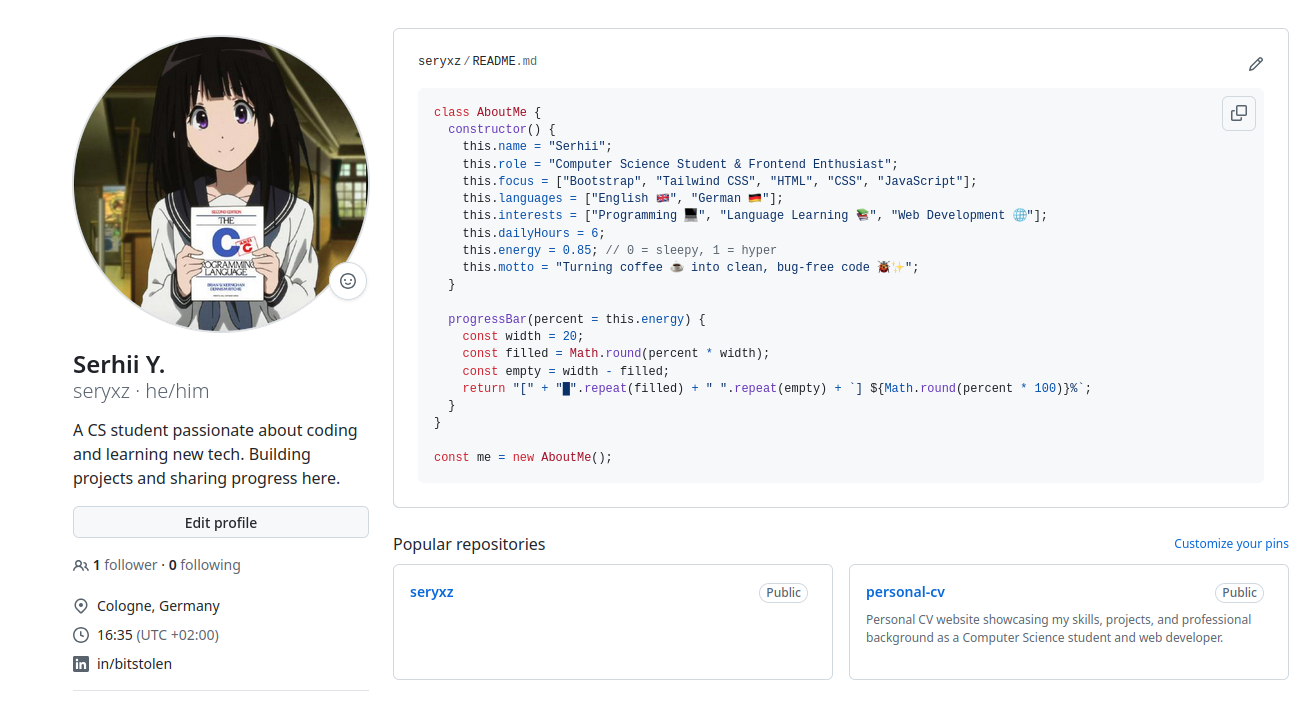 SECOND EDITION
THE
C
ANSI
C
PROGRAMMING
LANGUAGE
BRIAN W. KERNIGHAN
DENNIS M. RITCHIE
Serhii Y.
seryxz · he/him
A CS student passionate about coding
and learning new tech. Building
projects and sharing progress here.
Edit profile
1 follower · 0 following
Cologne, Germany
16:35 (UTC +02:00)
in/bitstolen
seryxz/README.md
class AboutMe {
  constructor() {
    this.name = "Serhii";
    this.role = "Computer Science Student & Frontend Enthusiast";
    this.focus = ["Bootstrap", "Tailwind CSS", "HTML", "CSS", "JavaScript"];
    this.languages = ["English 🇬🇧", "German 🇩🇪"];
    this.interests = ["Programming 💻", "Language Learning 📚", "Web Development 🌐"];
    this.dailyHours = 6;
    this.energy = 0.85; // 0 = sleepy, 1 = hyper
    this.motto = "Turning coffee ☕ into clean, bug-free code 🐞✨";
  }
  progressBar(percent = this.energy) {
    const width = 20;
    const filled = Math.round(percent * width);
    const empty = width - filled;
    return "[" + "█".repeat(filled) + " ".repeat(empty) + `] ${Math.round(percent * 100)}%`;
  }
}
const me = new AboutMe();
Popular repositories
Customize your pins
seryxz
Public
personal-cv
Public
Personal CV website showcasing my skills, projects, and professional
background as a Computer Science student and web developer.